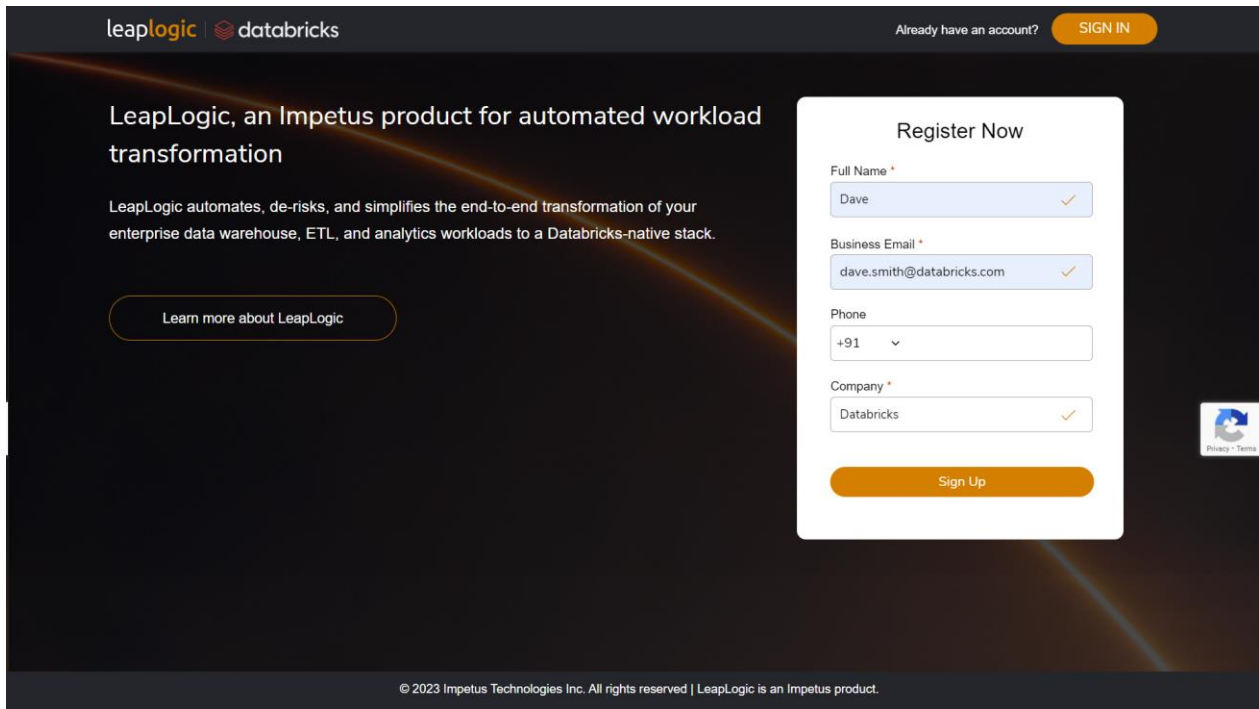 leaplogic | databricks
Already have an account? SIGN IN
LeapLogic, an Impetus product for automated workload
transformation
LeapLogic automates, de-risks, and simplifies the end-to-end transformation of your
enterprise data warehouse, ETL, and analytics workloads to a Databricks-native stack.
Learn more about LeapLogic
Register Now
Full Name *
Dave
Business Email *
dave.smith@databricks.com
Phone
+91
Company *
Databricks
Sign Up
Privacy - Terms
© 2023 Impetus Technologies Inc. All rights reserved | LeapLogic is an Impetus product.